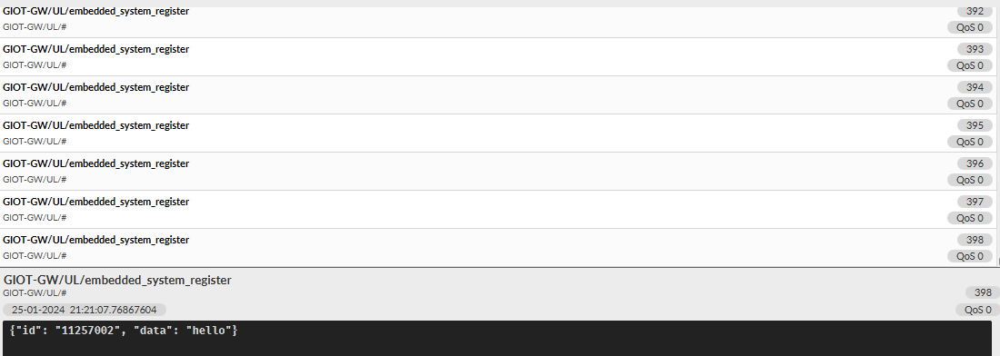 GIOT-GW/UL/embedded_system_register 392
GIOT-GW/UL/# QoS 0
GIOT-GW/UL/embedded_system_register 393
GIOT-GW/UL/# QoS 0
GIOT-GW/UL/embedded_system_register 394
GIOT-GW/UL/# QoS 0
GIOT-GW/UL/embedded_system_register 395
GIOT-GW/UL/# QoS 0
GIOT-GW/UL/embedded_system_register 396
GIOT-GW/UL/# QoS 0
GIOT-GW/UL/embedded_system_register 397
GIOT-GW/UL/# QoS 0
GIOT-GW/UL/embedded_system_register 398
GIOT-GW/UL/# QoS 0
GIOT-GW/UL/embedded_system_register
GIOT-GW/UL/# 398
25-01-2024 21:21:07.76867604 QoS 0
{"id": "11257002", "data": "hello"}